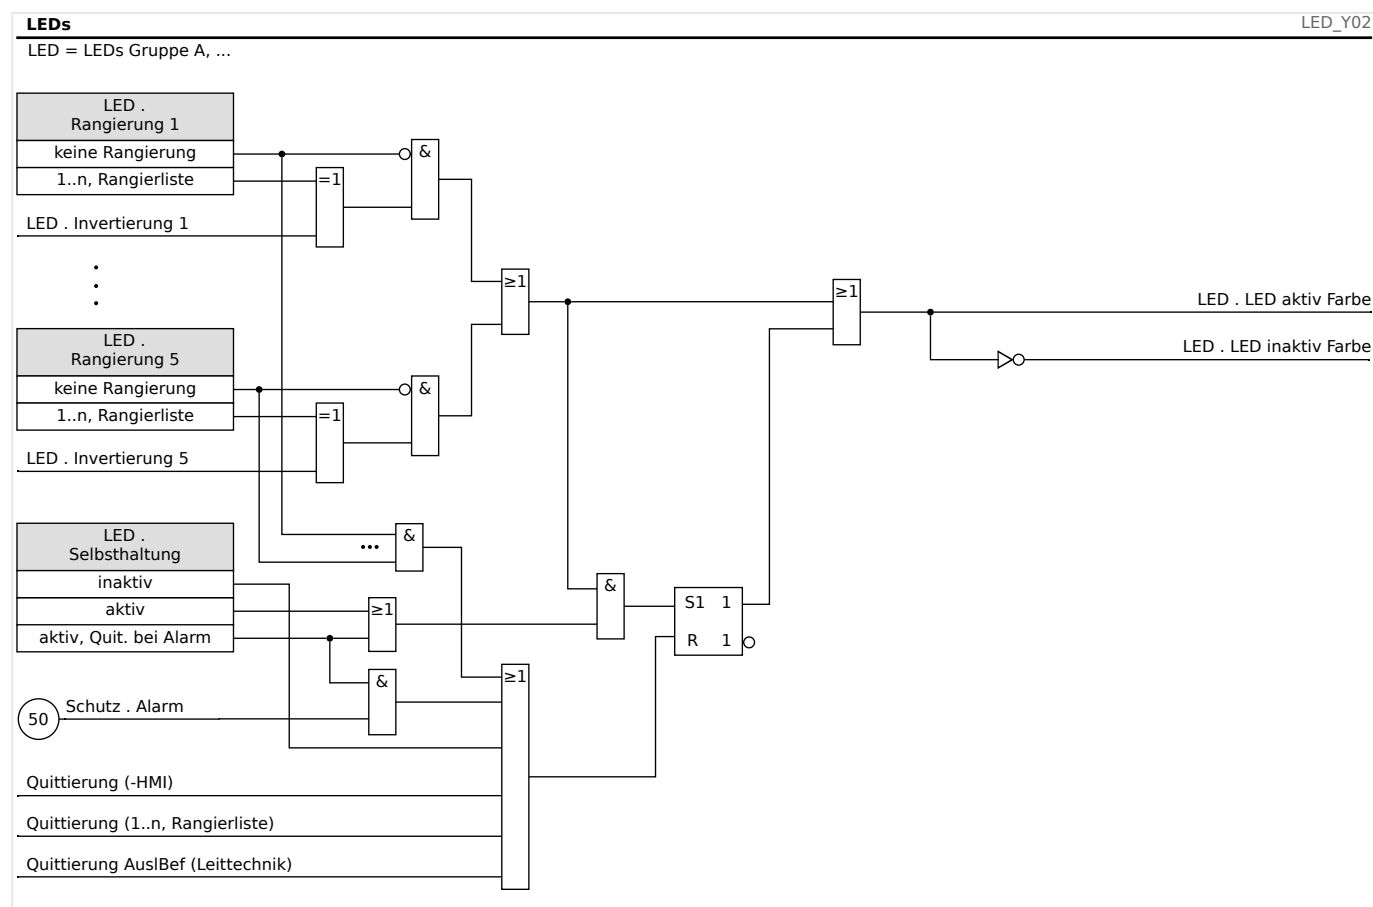 LEDs
LED_Y02
LED = LEDs Gruppe A, ...
LED .
Rangierung 1
keine Rangierung
1..n, Rangierliste
&
=1
LED . Invertierung 1
≥1
≥1
LED . LED aktiv Farbe
LED . LED inaktiv Farbe
LED .
Rangierung 5
keine Rangierung
1..n, Rangierliste
&
=1
LED . Invertierung 5
LED .
Selbsthaltung
inaktiv
aktiv
aktiv, Quit. bei Alarm
&
...
≥1
&
S1 1
R 1
&
≥1
50
Schutz . Alarm
Quittierung (-HMI)
Quittierung (1..n, Rangierliste)
Quittierung AuslBef (Leittechnik)